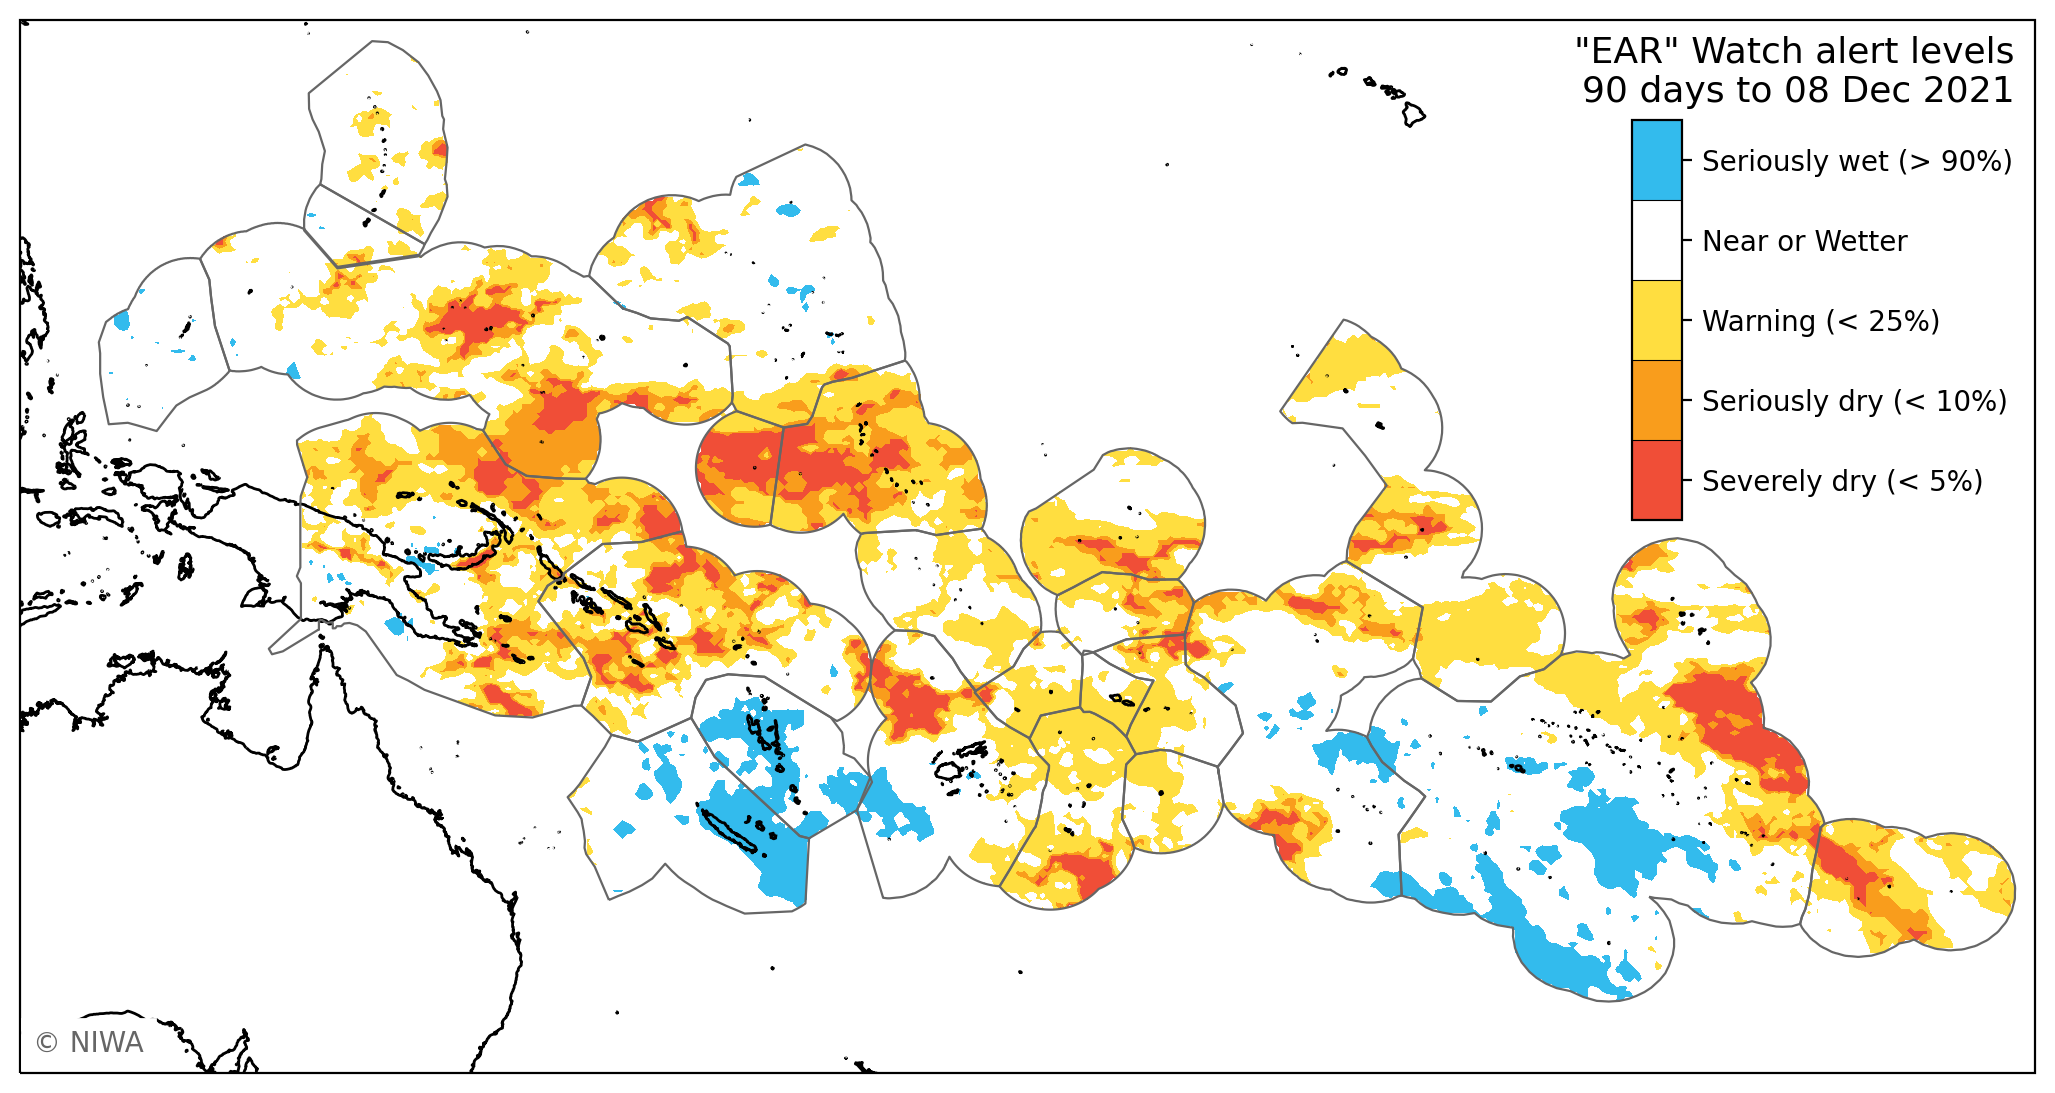 "EAR" Watch alert levels
90 days to 08 Dec 2021
Seriously wet (> 90%)
Near or Wetter
Warning (< 25%)
Seriously dry (< 10%)
Severely dry (< 5%)
© NIWA